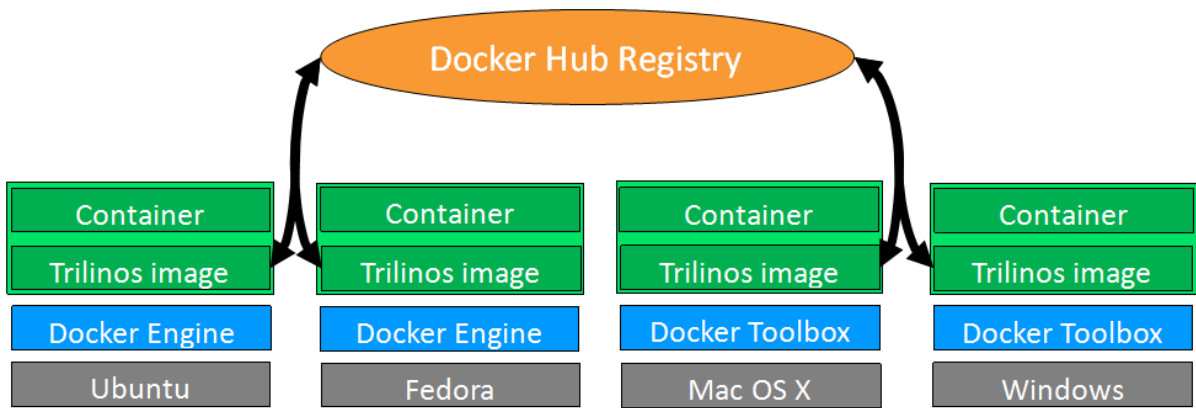 Docker Hub Registry
Container
Container
Container
Container
Trilinos image
Trilinos image
Trilinos image
Trilinos image
Docker Engine
Docker Engine
Docker Toolbox
Docker Toolbox
Ubuntu
Fedora
Mac OS X
Windows